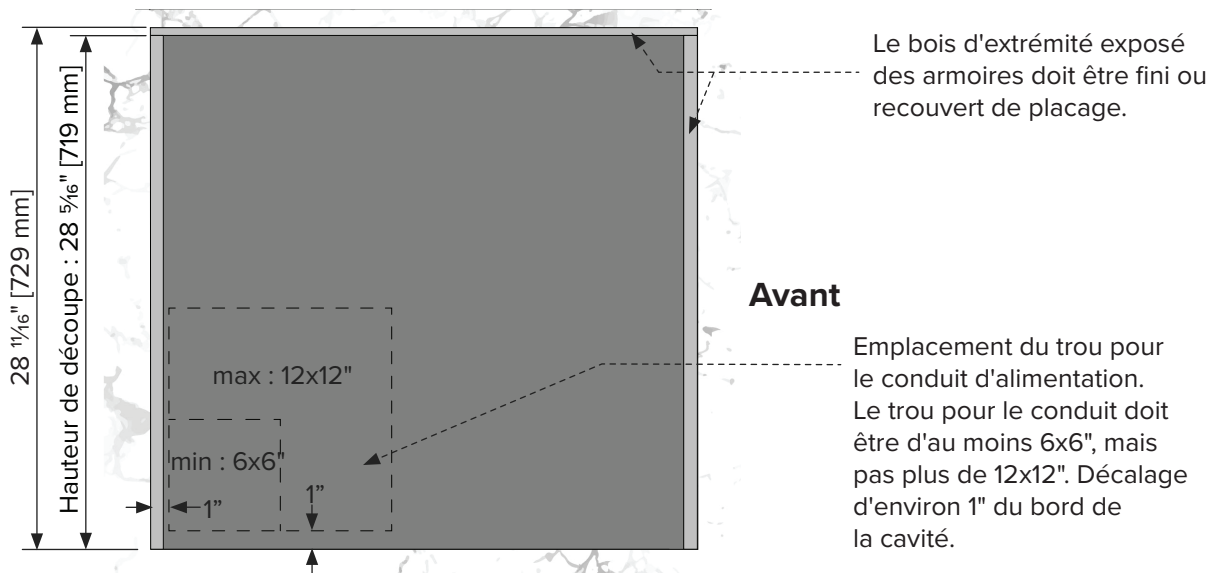 28 11⁄16" [729 mm]
Hauteur de découpe : 28 5⁄16" [719 mm]
Le bois d'extrémité exposé
des armoires doit être fini ou
recouvert de placage.
Avant
max : 12x12"
min : 6x6"
1”
1”
Emplacement du trou pour
le conduit d'alimentation.
Le trou pour le conduit doit
être d'au moins 6x6", mais
pas plus de 12x12". Décalage
d'environ 1" du bord de
la cavité.